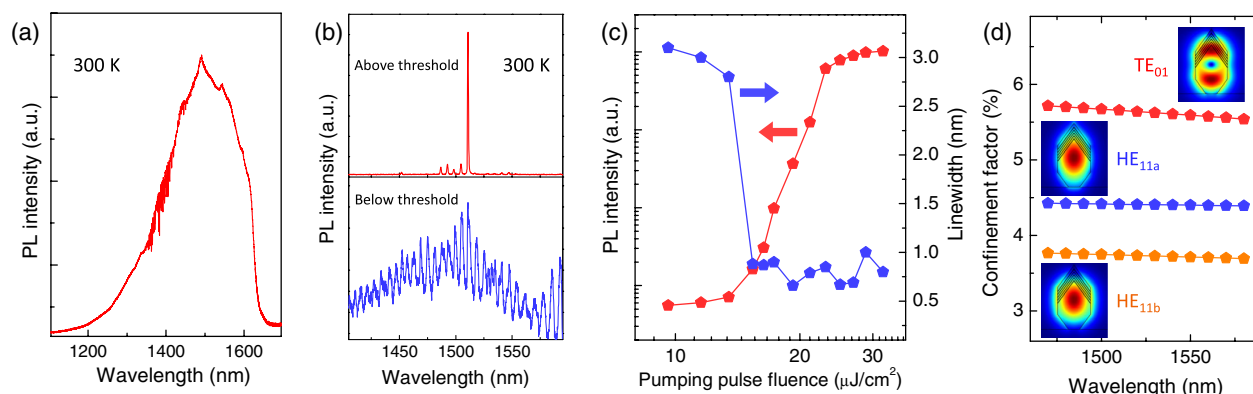 (a)
300 K
PL intensity (a.u.)
1200 1400 1600
Wavelength (nm)
(b)
Above threshold
300 K
Below threshold
PL intensity (a.u.)
1450 1500 1550
Wavelength (nm)
(c)
PL intensity (a.u.)
10 20 30
Pumping pulse fluence (μJ/cm²)
3.0
2.5
2.0
1.5
1.0
0.5
Linewidth (nm)
(d)
TE₀₁
HE₁₁ₐ
HE₁₁b
Confinement factor (%)
6
5
4
3
1500 1550
Wavelength (nm)